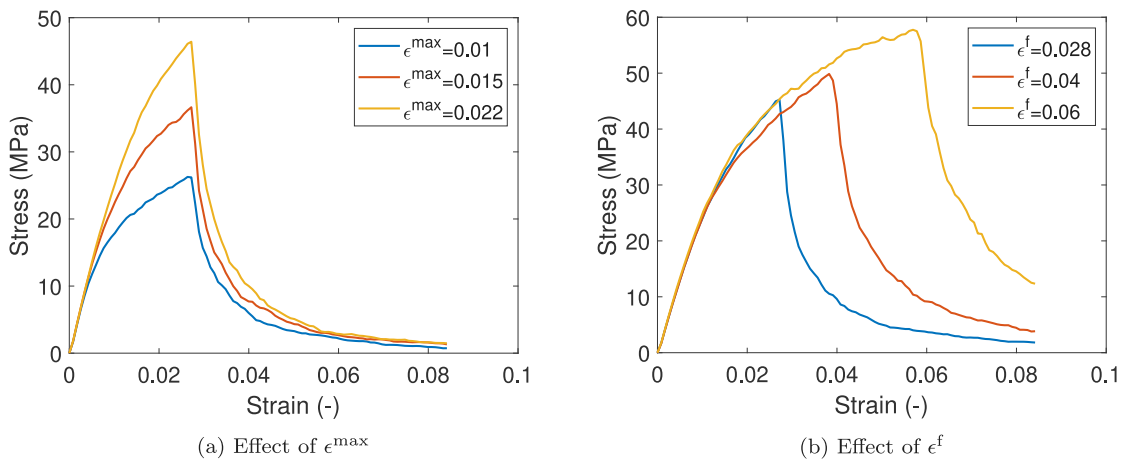 50
40
30
20
10
0
Stress (MPa)
ϵmax=0.01
ϵmax=0.015
ϵmax=0.022
0 0.02 0.04 0.06 0.08 0.1
Strain (-)
(a) Effect of ϵmax
60
50
40
30
20
10
0
Stress (MPa)
ϵf=0.028
ϵf=0.04
ϵf=0.06
0 0.02 0.04 0.06 0.08 0.1
Strain (-)
(b) Effect of ϵf